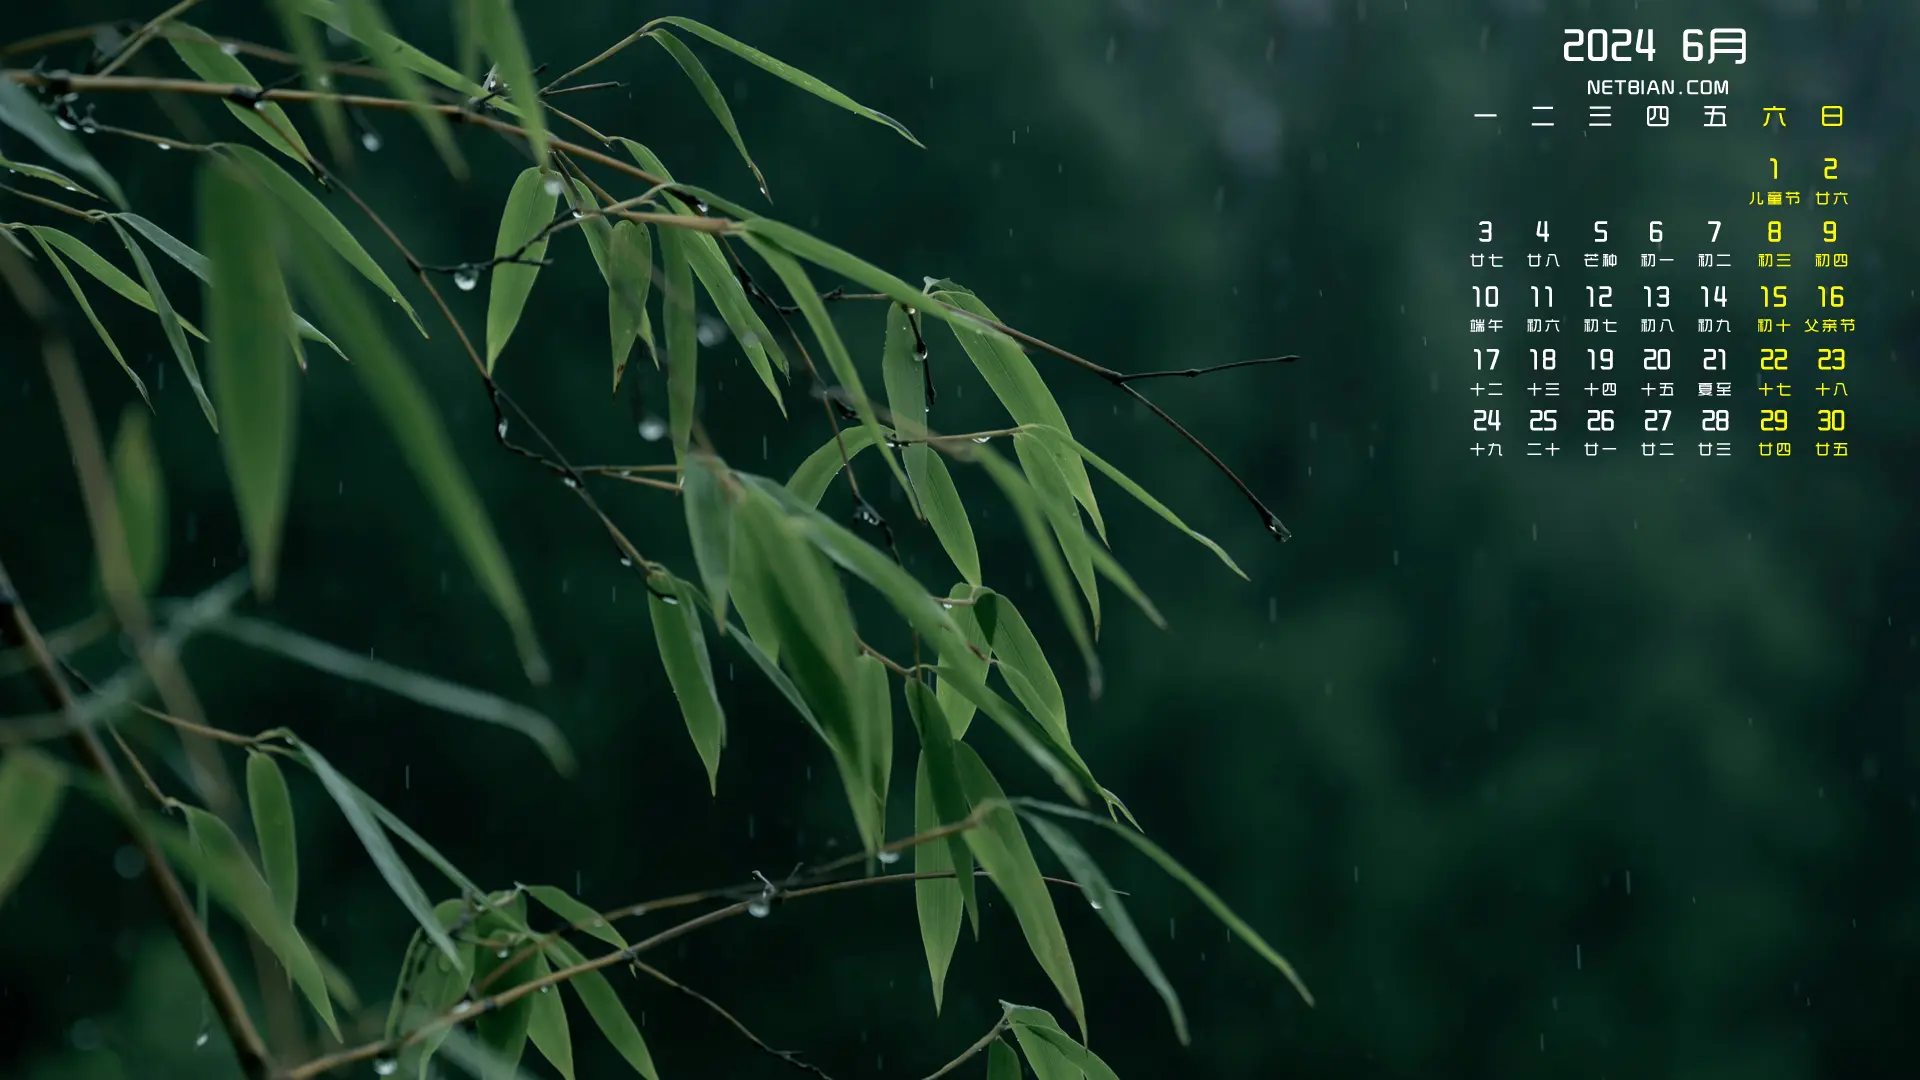 2024 6月
NETBIAN.COM
一 二 三 四 五 六 日
1 2
儿童节 廿六
3 4 5 6 7 8 9
廿七 廿八 芒种 初一 初二 初三 初四
10 11 12 13 14 15 16
端午 初六 初七 初八 初九 初十 父亲节
17 18 19 20 21 22 23
十二 十三 十四 十五 夏至 十七 十八
24 25 26 27 28 29 30
十九 二十 廿一 廿二 廿三 廿四 廿五